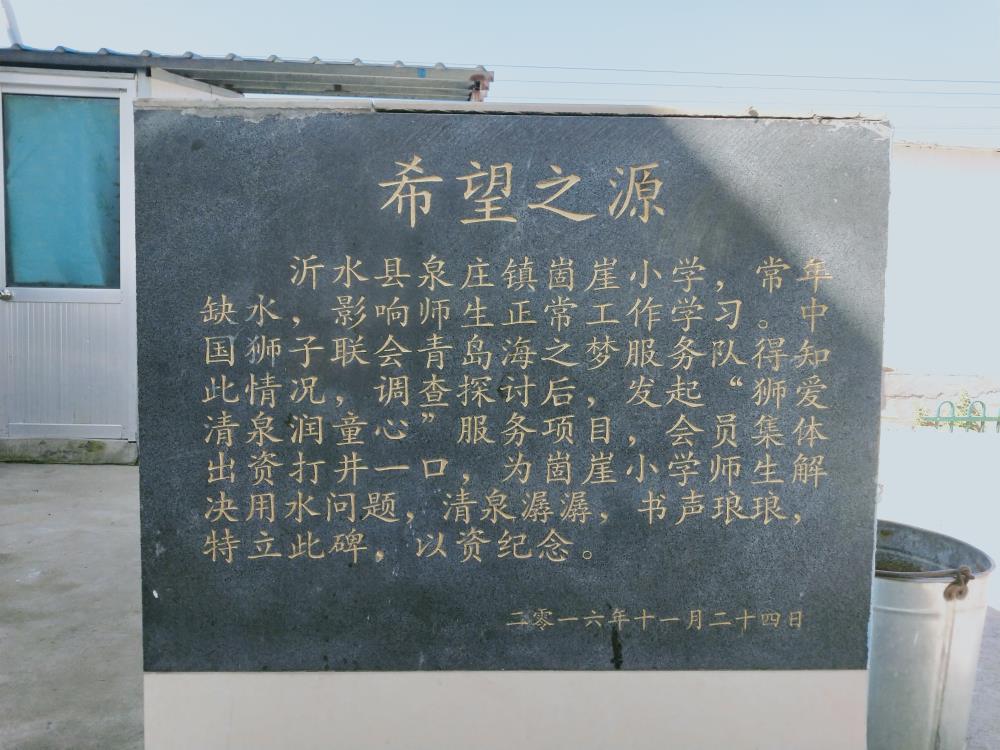 希望之源
沂水县泉庄镇崮崖小学，常年
缺水，影响师生正常工作学习。中
国狮子联会青岛海之梦服务队得知
此情况，调查探讨后，发起“狮爱
清泉润童心”服务项目，会员集体
出资打井一口，为崮崖小学师生解
决用水问题，清泉潺潺，书声琅琅，
特立此碑，以资纪念。
二零一六年十一月二十四日